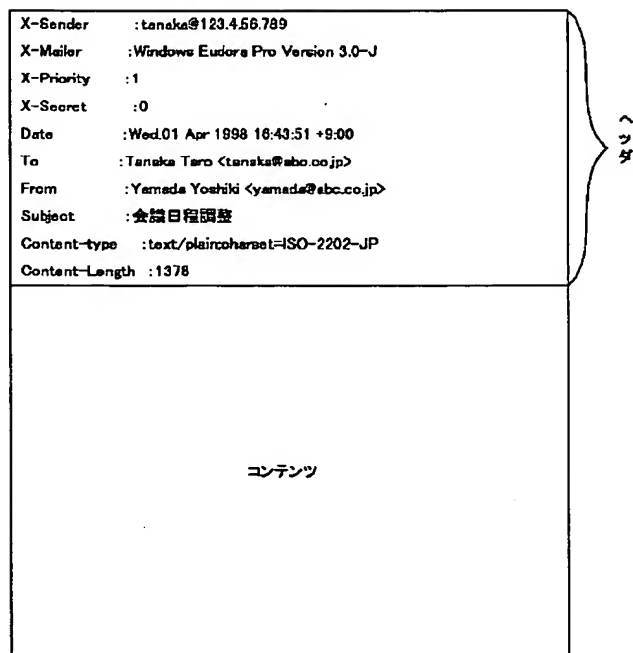 X-Sender :tanaka@123.4.56.789
X-Mailer :Windows Eudora Pro Version 3.0-J
X-Priority :1
X-Secret :0
Date :Wed.01 Apr 1998 16:43:51 +9:00
To :Tanaka Taro <tanaka@abc.co.jp>
From :Yamada Yoshiki <yamada@abc.co.jp>
Subject :会議日程調整
Content-type :text/plain:charset=ISO-2202-JP
Content-Length :1378
ヘッダ
コンテンツ